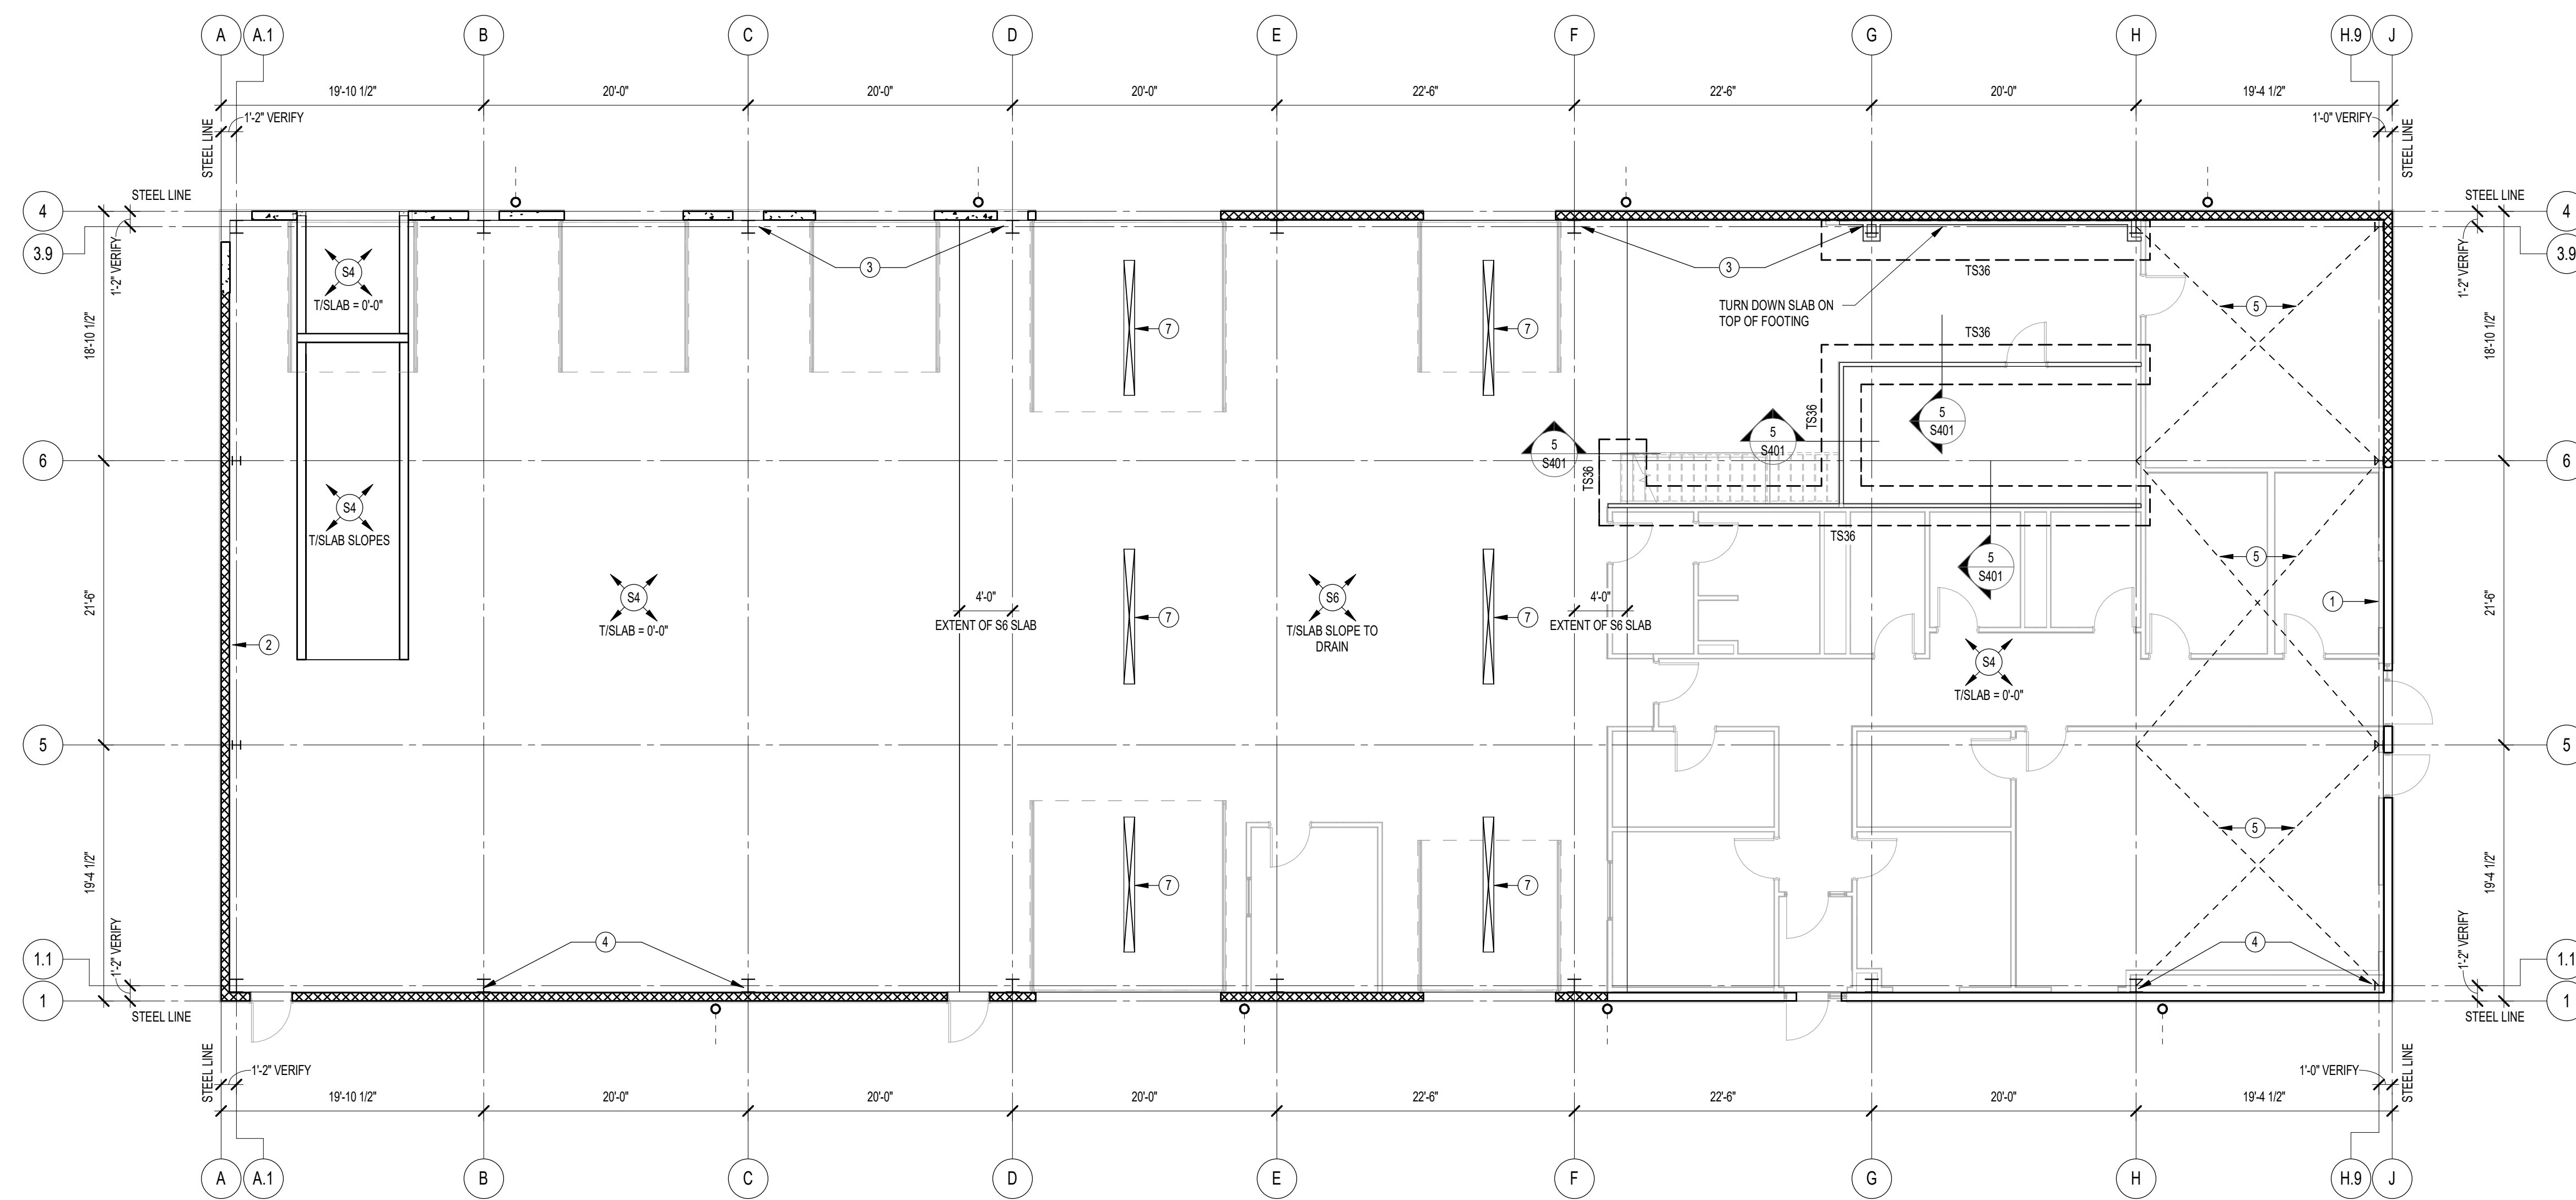 A A.1 B C D E F G H H.9 J
19'-10 1/2" 20'-0" 20'-0" 20'-0" 22'-6" 22'-6" 20'-0" 19'-4 1/2"
1'-2" VERIFY
1'-0" VERIFY
STEEL LINE
STEEL LINE
STEEL LINE
STEEL LINE
4
4
3.9
3.9
1'-2" VERIFY
1'-2" VERIFY
S4
T/SLAB = 0'-0"
3
3
TS36
5
TURN DOWN SLAB ON
TOP OF FOOTING
7
7
18'-10 1/2"
18'-10 1/2"
TS36
TS36
5
S401
5
S401
5
S401
6
6
TS36
S4
T/SLAB SLOPES
TS36
5
S401
5
21'-6"
21'-6"
S4
T/SLAB = 0'-0"
4'-0"
EXTENT OF S6 SLAB
7
S6
T/SLAB SLOPE TO
DRAIN
7
4'-0"
EXTENT OF S6 SLAB
1
2
S4
T/SLAB = 0'-0"
5
5
5
7
7
19'-4 1/2"
19'-4 1/2"
4
4
1'-2" VERIFY
1'-2" VERIFY
1.1
1.1
1
1
STEEL LINE
STEEL LINE
STEEL LINE
STEEL LINE
1'-2" VERIFY
1'-0" VERIFY
19'-10 1/2" 20'-0" 20'-0" 20'-0" 22'-6" 22'-6" 20'-0" 19'-4 1/2"
A A.1 B C D E F G H H.9 J